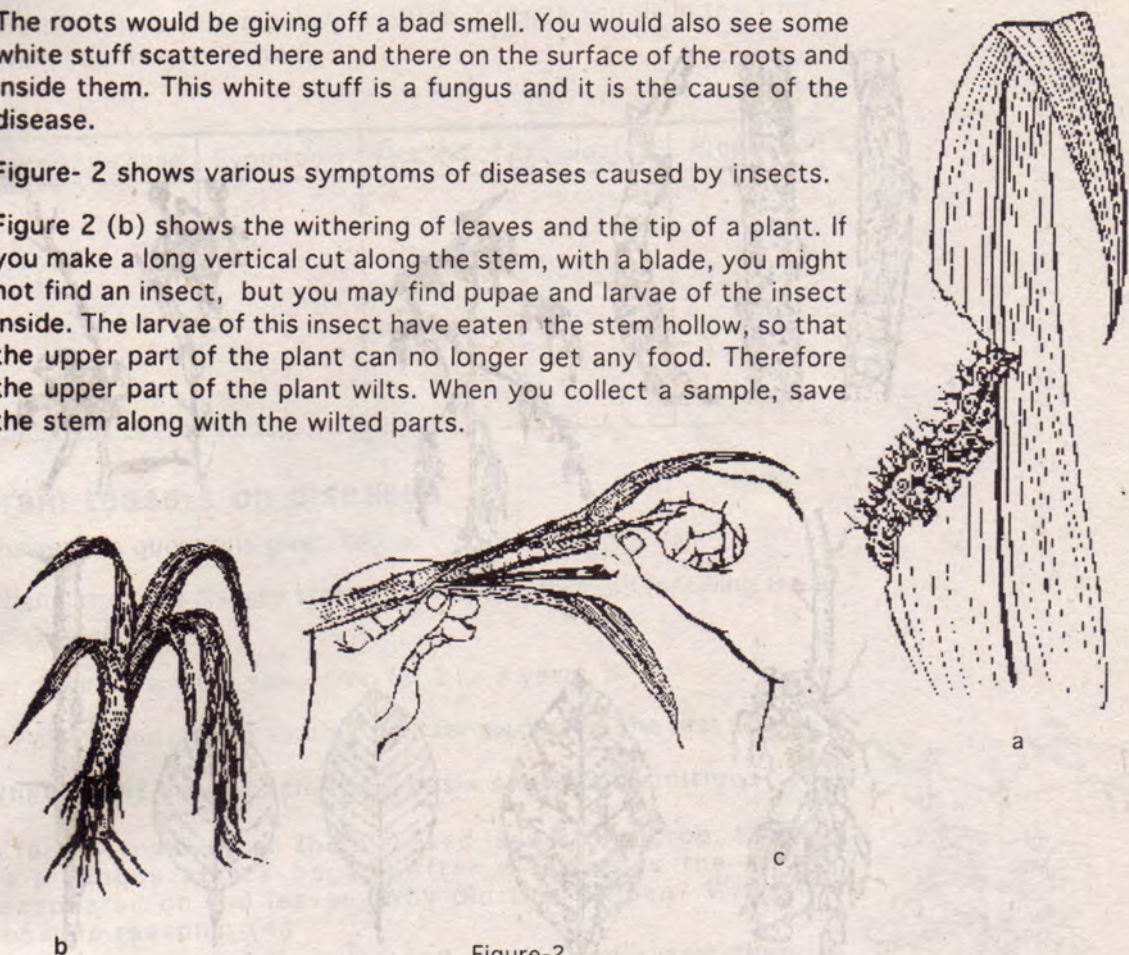 The roots would be giving off a bad smell. You would also see some
white stuff scattered here and there on the surface of the roots and
inside them. This white stuff is a fungus and it is the cause of the
disease.
Figure- 2 shows various symptoms of diseases caused by insects.
Figure 2 (b) shows the withering of leaves and the tip of a plant. If
you make a long vertical cut along the stem, with a blade, you might
not find an insect, but you may find pupae and larvae of the insect
inside. The larvae of this insect have eaten the stem hollow, so that
the upper part of the plant can no longer get any food. Therefore
the upper part of the plant wilts. When you collect a sample, save
the stem along with the wilted parts.
a
c
b
Figure-2